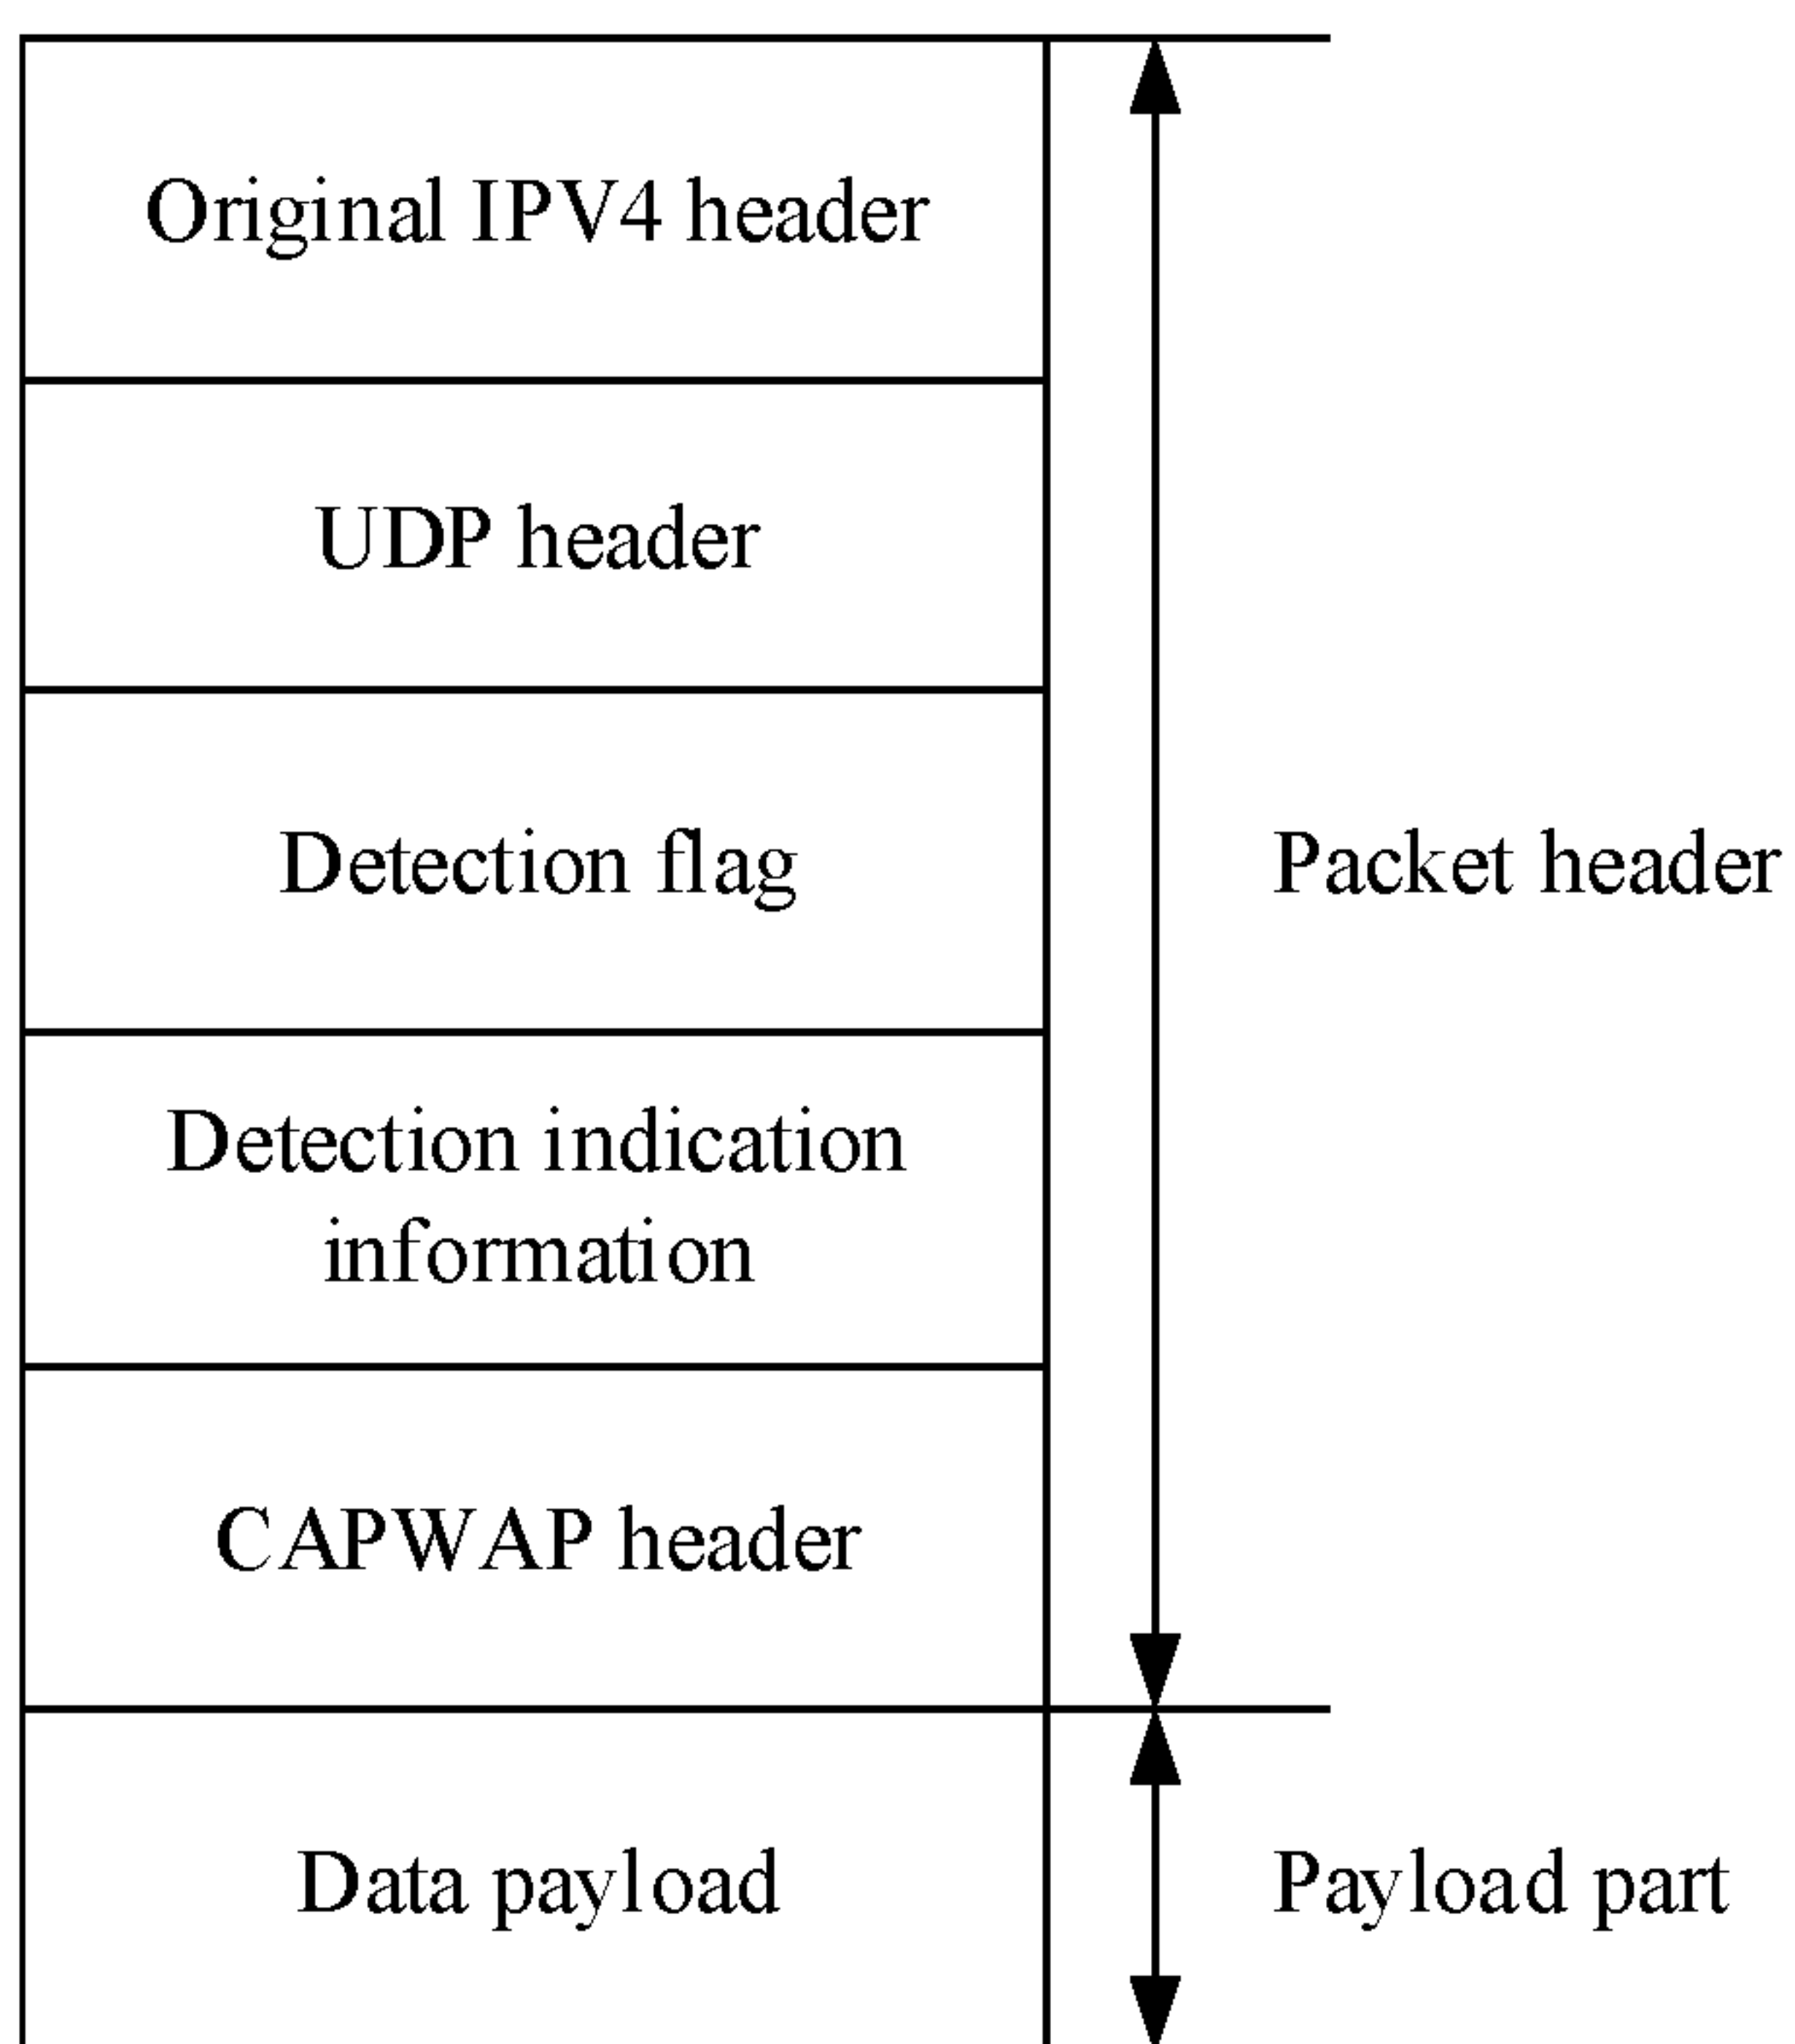 Original IPV4 header
UDP header
Detection flag
Packet header
Detection indication
information
CAPWAP header
Data payload
Payload part